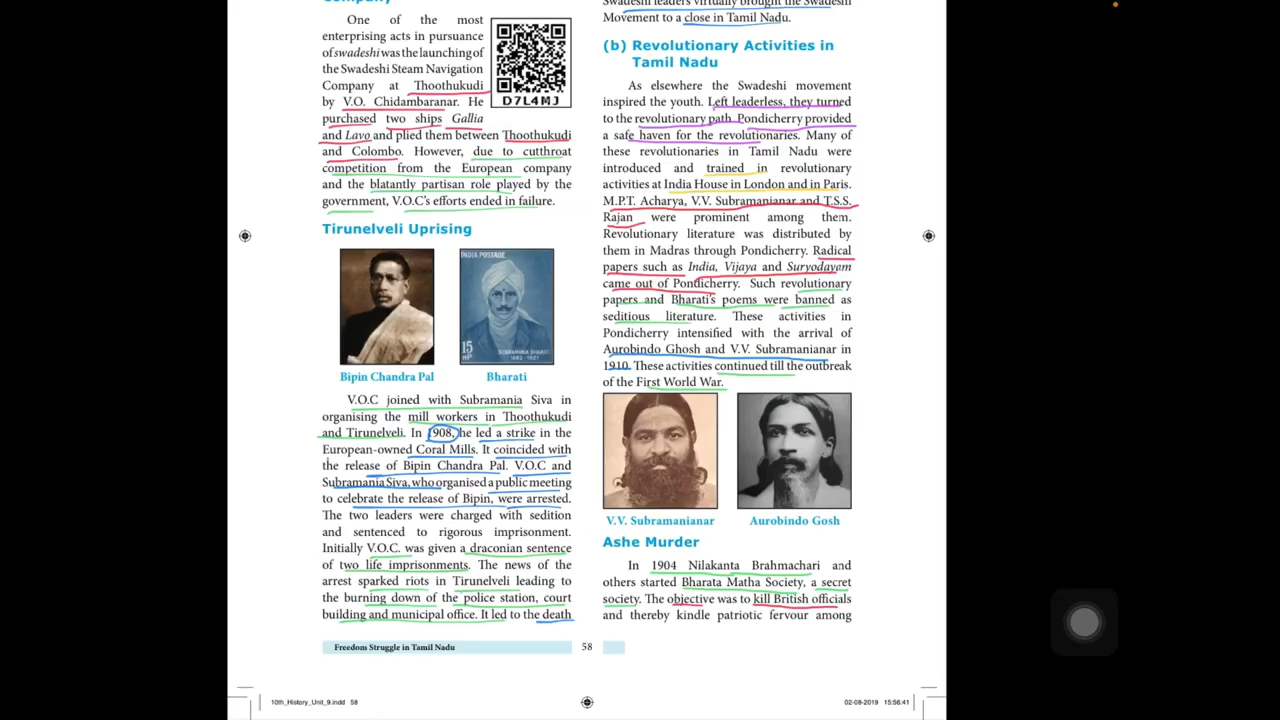 Company
One of the most
enterprising acts in pursuance
of swadeshi was the launching of
the Swadeshi Steam Navigation
Company at Thoothukudi
by V.O. Chidambaranar. He
purchased two ships Gallia
and Lavo and plied them between Thoothukudi
and Colombo. However, due to cutthroat
competition from the European company
and the blatantly partisan role played by the
government, V.O.C's efforts ended in failure.
D7L4MJ
Tirunelveli Uprising
INDIA POSTAGE
15
nP
SUBRAMANIA BHARATI
1882-1921
Bipin Chandra Pal
Bharati
V.O.C joined with Subramania Siva in
organising the mill workers in Thoothukudi
and Tirunelveli. In 1908, he led a strike in the
European-owned Coral Mills. It coincided with
the release of Bipin Chandra Pal. V.O.C and
Subramania Siva, who organised a public meeting
to celebrate the release of Bipin, were arrested.
The two leaders were charged with sedition
and sentenced to rigorous imprisonment.
Initially V.O.C. was given a draconian sentence
of two life imprisonments. The news of the
arrest sparked riots in Tirunelveli leading to
the burning down of the police station, court
building and municipal office. It led to the death
Swadeshi leaders virtually brought the Swadeshi
Movement to a close in Tamil Nadu.
(b) Revolutionary Activities in
Tamil Nadu
As elsewhere the Swadeshi movement
inspired the youth. Left leaderless, they turned
to the revolutionary path. Pondicherry provided
a safe haven for the revolutionaries. Many of
these revolutionaries in Tamil Nadu were
introduced and trained in revolutionary
activities at India House in London and in Paris.
M.P.T. Acharya, V.V. Subramanianar and T.S.S.
Rajan were prominent among them.
Revolutionary literature was distributed by
them in Madras through Pondicherry. Radical
papers such as India, Vijaya and Suryodayam
came out of Pondicherry. Such revolutionary
papers and Bharati's poems were banned as
seditious literature. These activities in
Pondicherry intensified with the arrival of
Aurobindo Ghosh and V.V. Subramanianar in
1910. These activities continued till the outbreak
of the First World War.
V.V. Subramanianar
Aurobindo Gosh
Ashe Murder
In 1904 Nilakanta Brahmachari and
others started Bharata Matha Society, a secret
society. The objective was to kill British officials
and thereby kindle patriotic fervour among
Freedom Struggle in Tamil Nadu
58
10th_History_Unit_9.indd 58
02-08-2019 15:56:41